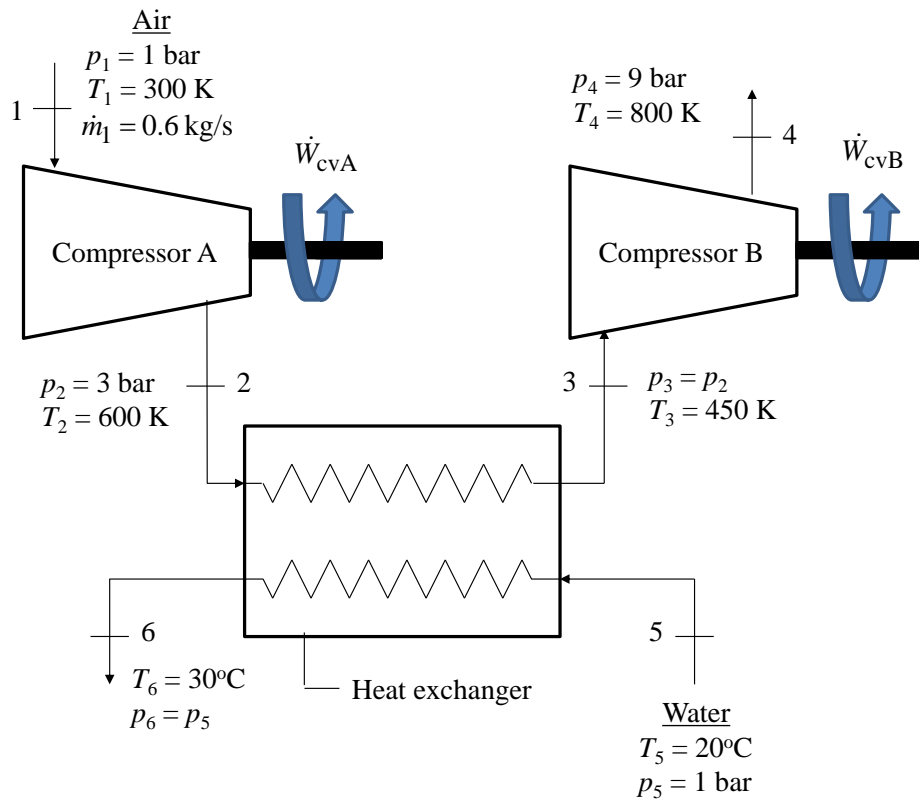 Air
p₁ = 1 bar
T₁ = 300 K
ṁ₁ = 0.6 kg/s
1
Ẇcv​A
Compressor A
p₄ = 9 bar
T₄ = 800 K
4
ẆcvB
Compressor B
p₂ = 3 bar
T₂ = 600 K
2
3
p₃ = p₂
T₃ = 450 K
6
T₆ = 30°C
p₆ = p₅
Heat exchanger
5
Water
T₅ = 20°C
p₅ = 1 bar